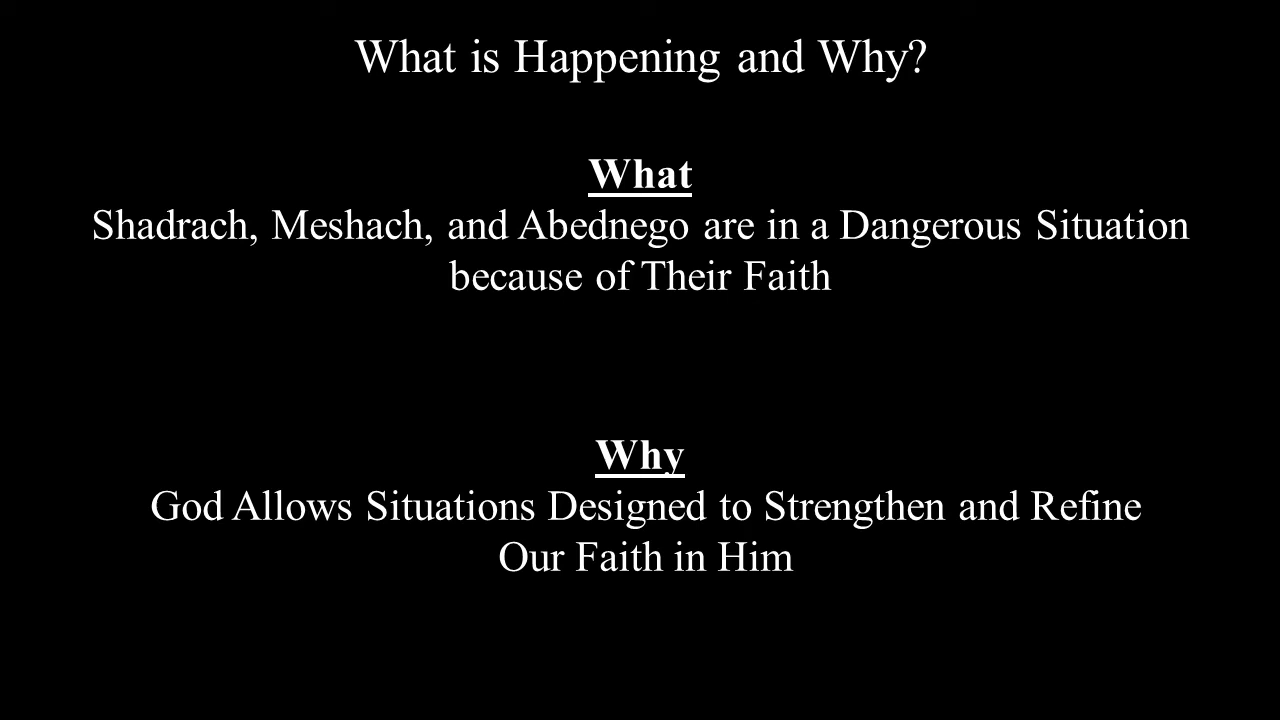 What is Happening and Why?
What
Shadrach, Meshach, and Abednego are in a Dangerous Situation
because of Their Faith
Why
God Allows Situations Designed to Strengthen and Refine
Our Faith in Him